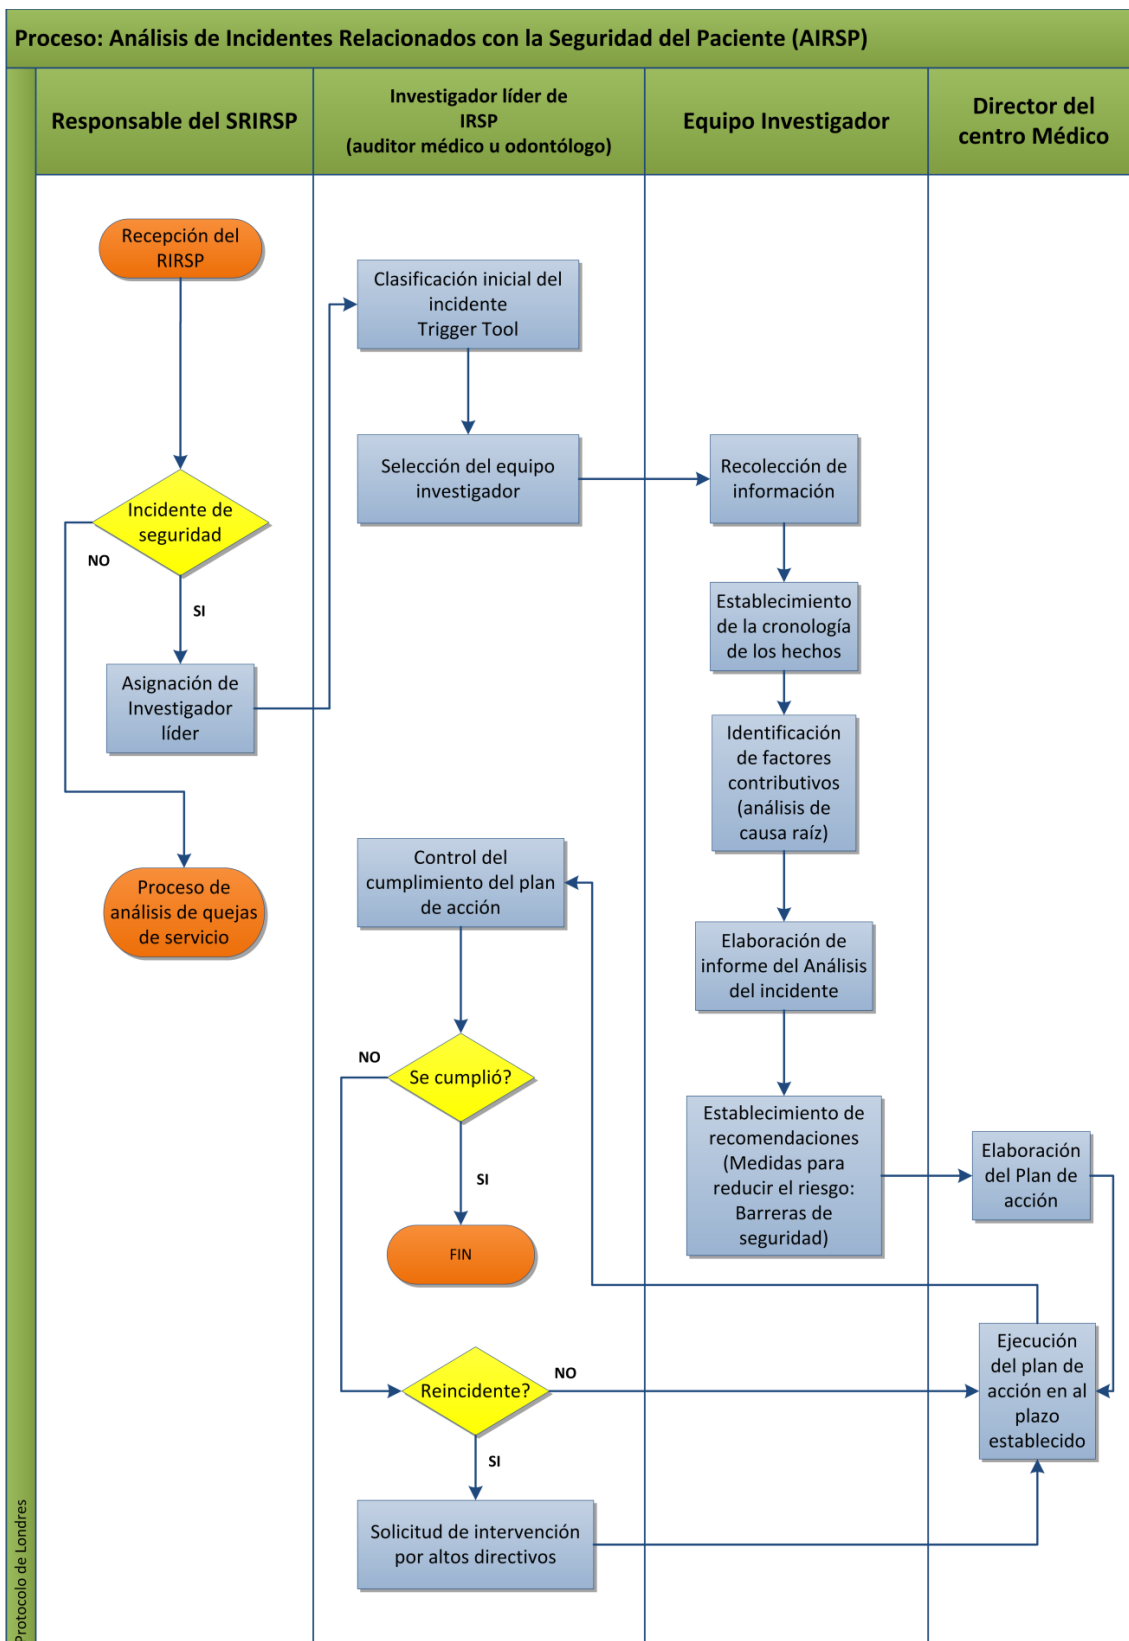 Proceso: Análisis de Incidentes Relacionados con la Seguridad del Paciente (AIRSP)
Responsable del SRIRSP
Investigador líder de
IRSP
(auditor médico u odontólogo)
Equipo Investigador
Director del
centro Médico
Recepción del
RIRSP
Incidente de
seguridad
NO
SI
Asignación de
Investigador
líder
Proceso de
análisis de quejas
de servicio
Clasificación inicial del
incidente
Trigger Tool
Selección del equipo
investigador
Control del
cumplimiento del plan
de acción
Se cumplió?
NO
SI
FIN
Reincidente?
NO
SI
Solicitud de intervención
por altos directivos
Recolección de
información
Establecimiento
de la cronología
de los hechos
Identificación
de factores
contributivos
(análisis de
causa raíz)
Elaboración de
informe del Análisis
del incidente
Establecimiento de
recomendaciones
(Medidas para
reducir el riesgo:
Barreras de
seguridad)
Elaboración
del Plan de
acción
Ejecución
del plan de
acción en al
plazo
establecido
Protocolo de Londres